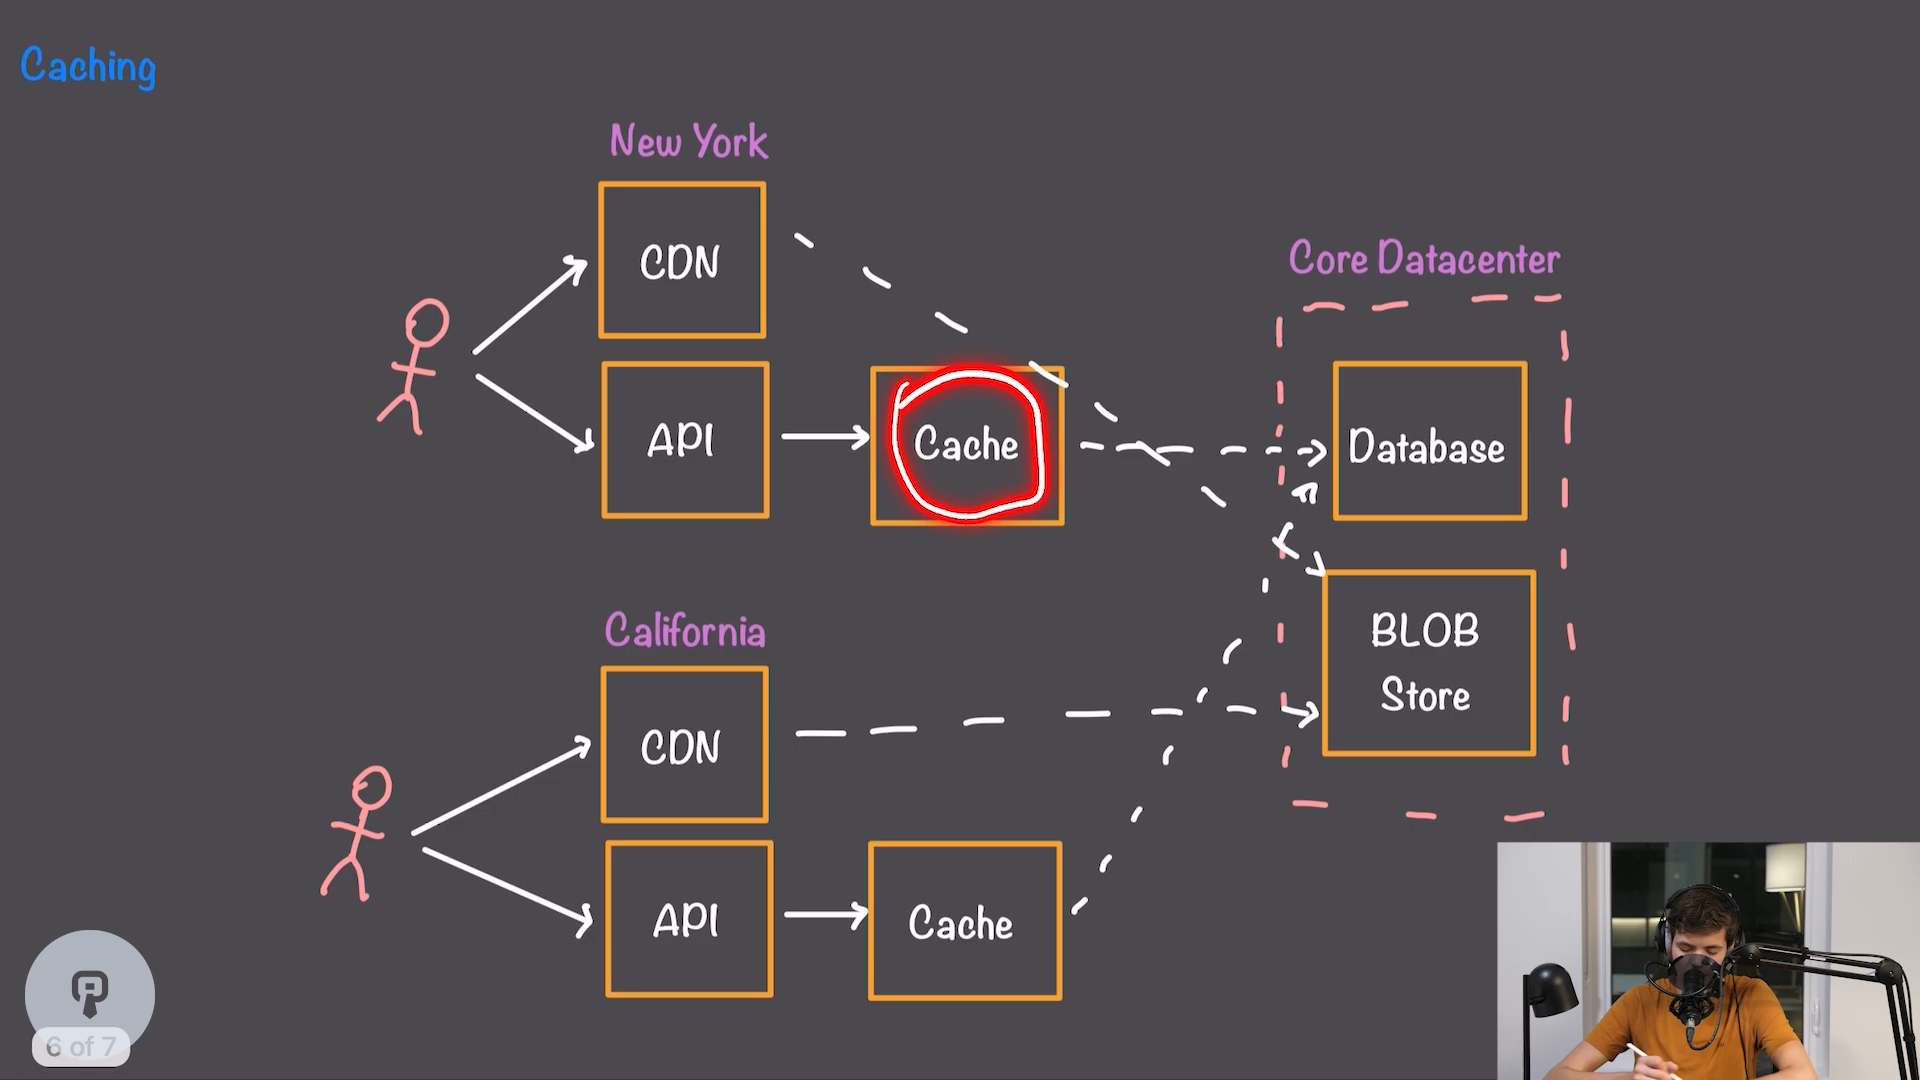 Caching
New York
CDN
API
Cache
Core Datacenter
Database
BLOB
Store
California
CDN
API
Cache
6 of 7